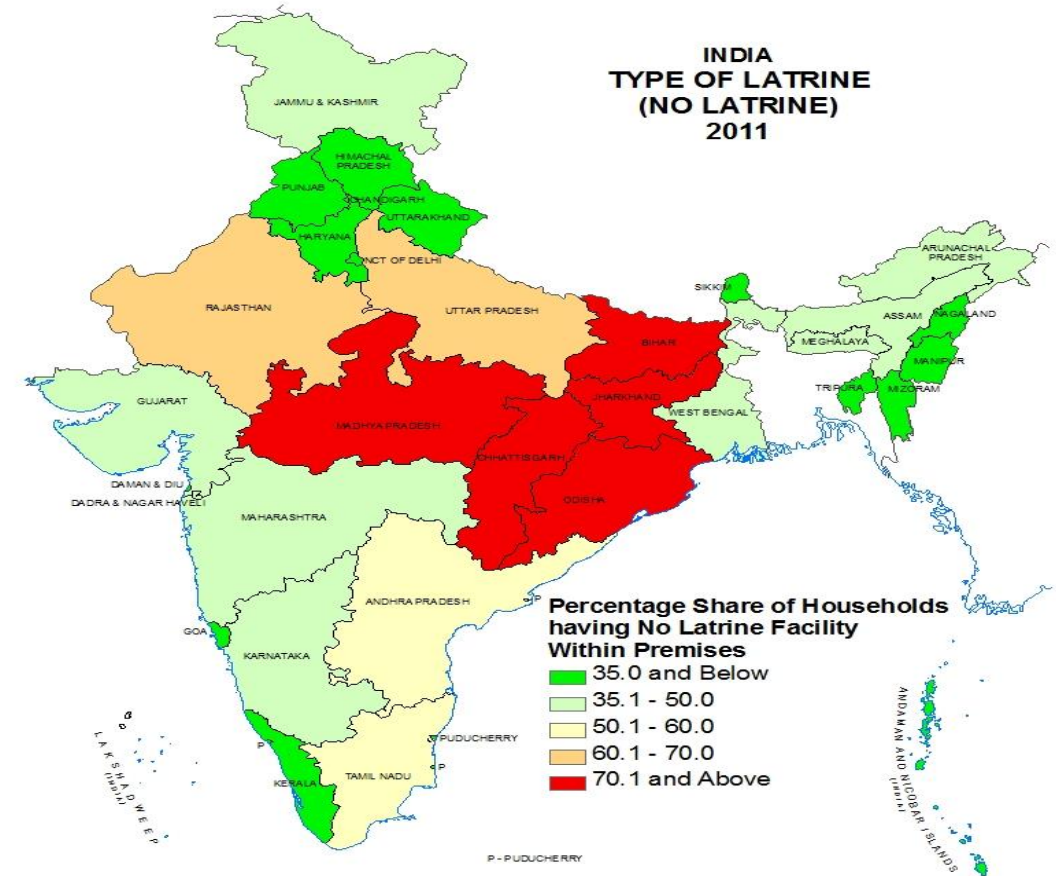 INDIA
TYPE OF LATRINE
(NO LATRINE)
2011
JAMMU & KASHMIR
HIMACHAL
PRADESH
PUNJAB
CHANDIGARH
UTTARAKHAND
HARYANA
NCT OF DELHI
ARUNACHAL
PRADESH
SIKKIM
RAJASTHAN
UTTAR PRADESH
ASSAM
NAGALAND
BIHAR
MEGHALAYA
MANIPUR
TRIPURA
MIZORAM
GUJARAT
JHARKHAND
WEST BENGAL
MADHYA PRADESH
CHHATTISGARH
DAMAN & DIU
DADRA & NAGAR HAVELI
ODISHA
MAHARASHTRA
ANDHRA PRADESH
P
GOA
KARNATAKA
Percentage Share of Households
having No Latrine Facility
Within Premises
35.0 and Below
35.1 - 50.0
50.1 - 60.0
60.1 - 70.0
70.1 and Above
PUDUCHERRY
P
P
KERALA
TAMIL NADU
LAKSHADWEEP
(INDIA)
ANDAMAN AND NICOBAR ISLANDS
(INDIA)
P - PUDUCHERRY